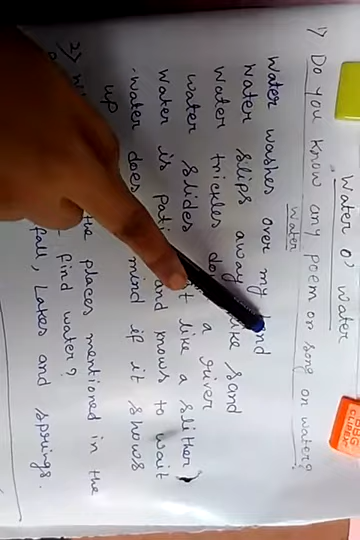 Water O' Water
1) Do you know any poem or song on water?
Water
Water washes over my hand
Water slips away like sand
Water trickles a river
Water slides like a slither
Water is and knows to wait
Water does mind if it shows
up
2) the places mentioned in the
find water?
fall, Lakes and springs.